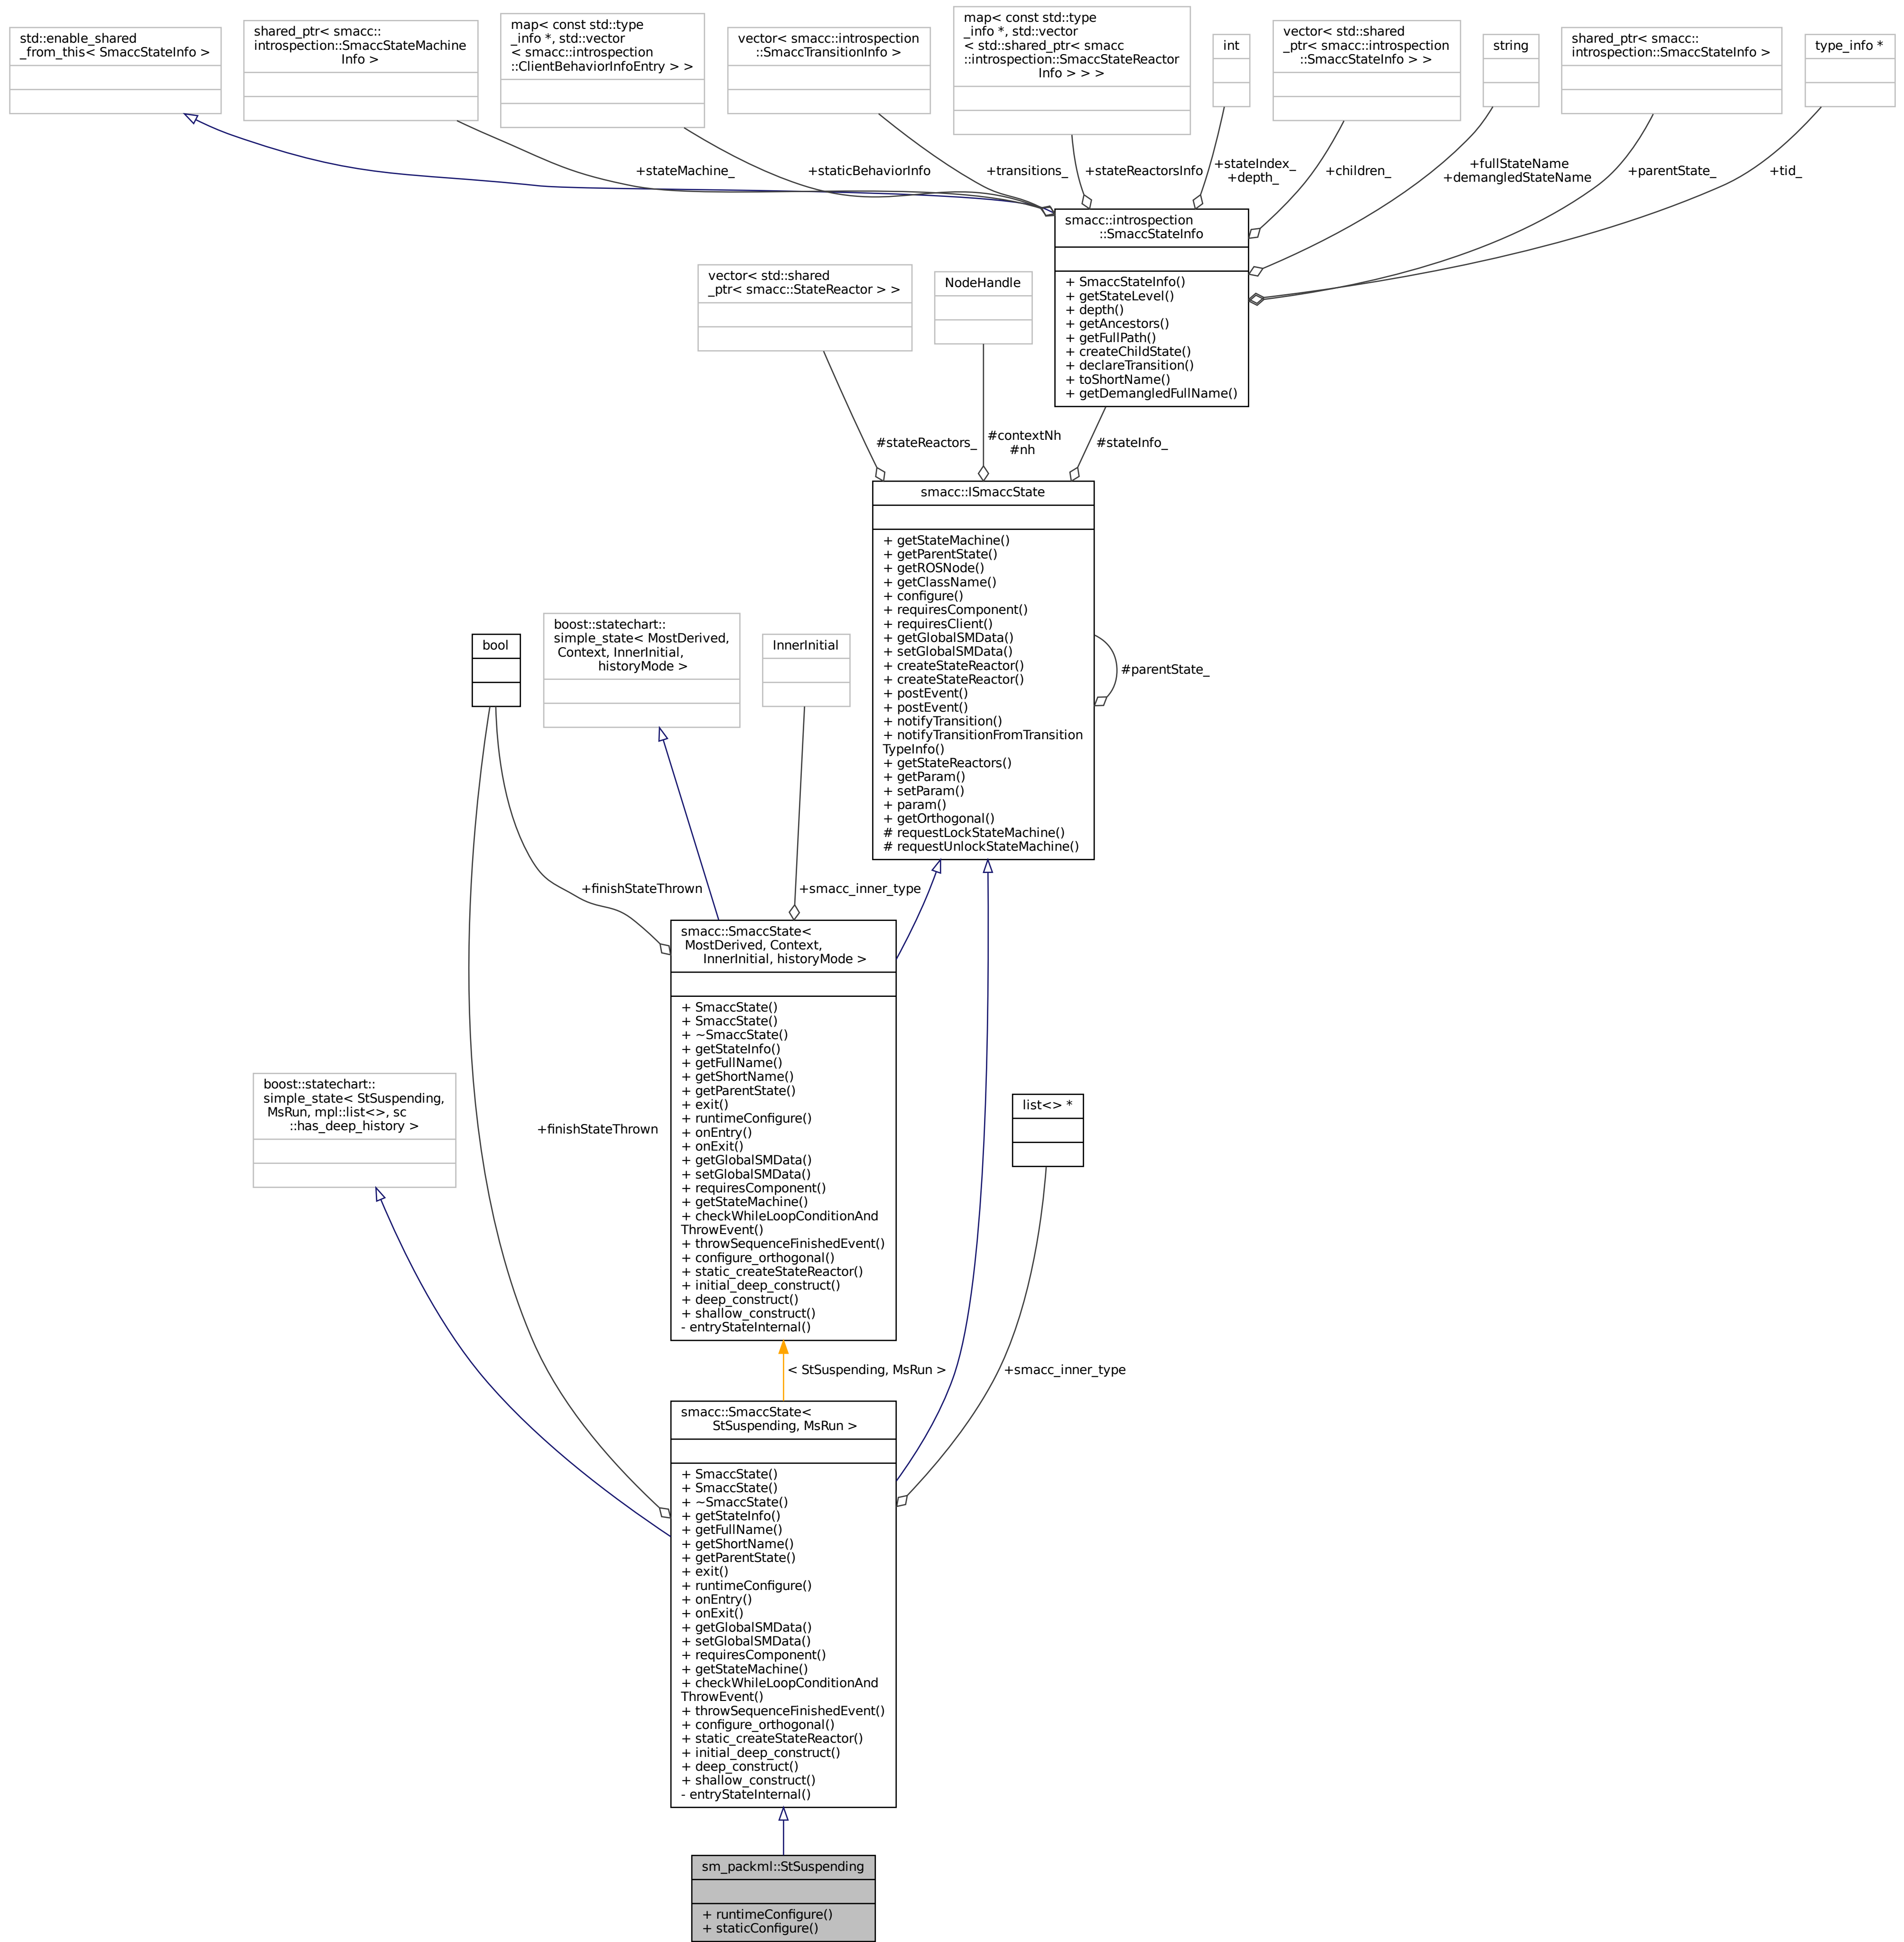 std::enable_shared
_from_this< SmaccStateInfo >
shared_ptr< smacc::
introspection::SmaccStateMachine
Info >
map< const std::type
_info *, std::vector
< smacc::introspection
::ClientBehaviorInfoEntry > >
vector< smacc::introspection
::SmaccTransitionInfo >
map< const std::type
_info *, std::vector
< std::shared_ptr< smacc
::introspection::SmaccStateReactor
Info > > >
int
vector< std::shared
_ptr< smacc::introspection
::SmaccStateInfo > >
string
shared_ptr< smacc::
introspection::SmaccStateInfo >
type_info *
+stateMachine_
+staticBehaviorInfo
+transitions_
+stateReactorsInfo
+stateIndex_
+depth_
+children_
+fullStateName
+demangledStateName
+parentState_
+tid_
smacc::introspection
::SmaccStateInfo
+ SmaccStateInfo()
+ getStateLevel()
+ depth()
+ getAncestors()
+ getFullPath()
+ createChildState()
+ declareTransition()
+ toShortName()
+ getDemangledFullName()
vector< std::shared
_ptr< smacc::StateReactor > >
NodeHandle
#stateReactors_
#contextNh
#nh
#stateInfo_
smacc::ISmaccState
+ getStateMachine()
+ getParentState()
+ getROSNode()
+ getClassName()
+ configure()
+ requiresComponent()
+ requiresClient()
+ getGlobalSMData()
+ setGlobalSMData()
+ createStateReactor()
+ createStateReactor()
+ postEvent()
+ postEvent()
+ notifyTransition()
+ notifyTransitionFromTransition
TypeInfo()
+ getStateReactors()
+ getParam()
+ setParam()
+ param()
+ getOrthogonal()
# requestLockStateMachine()
# requestUnlockStateMachine()
#parentState_
bool
boost::statechart::
simple_state< MostDerived,
Context, InnerInitial,
historyMode >
InnerInitial
+finishStateThrown
+smacc_inner_type
smacc::SmaccState<
MostDerived, Context,
InnerInitial, historyMode >
+ SmaccState()
+ SmaccState()
+ ~SmaccState()
+ getStateInfo()
+ getFullName()
+ getShortName()
+ getParentState()
+ exit()
+ runtimeConfigure()
+ onEntry()
+ onExit()
+ getGlobalSMData()
+ setGlobalSMData()
+ requiresComponent()
+ getStateMachine()
+ checkWhileLoopConditionAnd
ThrowEvent()
+ throwSequenceFinishedEvent()
+ configure_orthogonal()
+ static_createStateReactor()
+ initial_deep_construct()
+ deep_construct()
+ shallow_construct()
- entryStateInternal()
boost::statechart::
simple_state< StSuspending,
MsRun, mpl::list<>, sc
::has_deep_history >
+finishStateThrown
list<> *
< StSuspending, MsRun >
+smacc_inner_type
smacc::SmaccState<
StSuspending, MsRun >
+ SmaccState()
+ SmaccState()
+ ~SmaccState()
+ getStateInfo()
+ getFullName()
+ getShortName()
+ getParentState()
+ exit()
+ runtimeConfigure()
+ onEntry()
+ onExit()
+ getGlobalSMData()
+ setGlobalSMData()
+ requiresComponent()
+ getStateMachine()
+ checkWhileLoopConditionAnd
ThrowEvent()
+ throwSequenceFinishedEvent()
+ configure_orthogonal()
+ static_createStateReactor()
+ initial_deep_construct()
+ deep_construct()
+ shallow_construct()
- entryStateInternal()
sm_packml::StSuspending
+ runtimeConfigure()
+ staticConfigure()